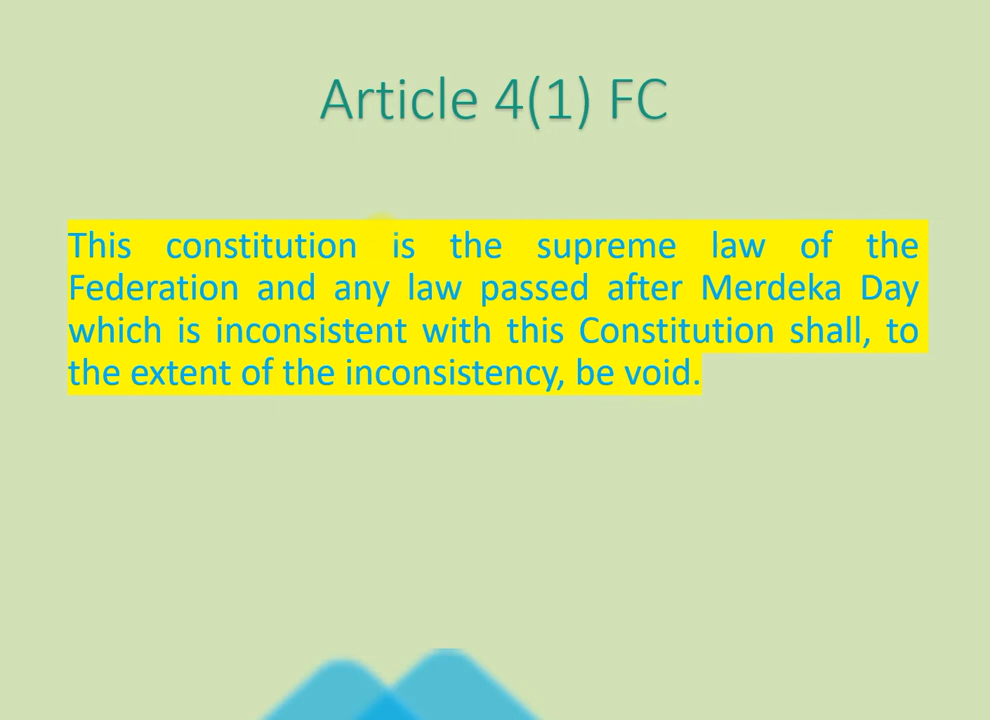 Article 4(1) FC
This constitution is the supreme law of the
Federation and any law passed after Merdeka Day
which is inconsistent with this Constitution shall, to
the extent of the inconsistency, be void.